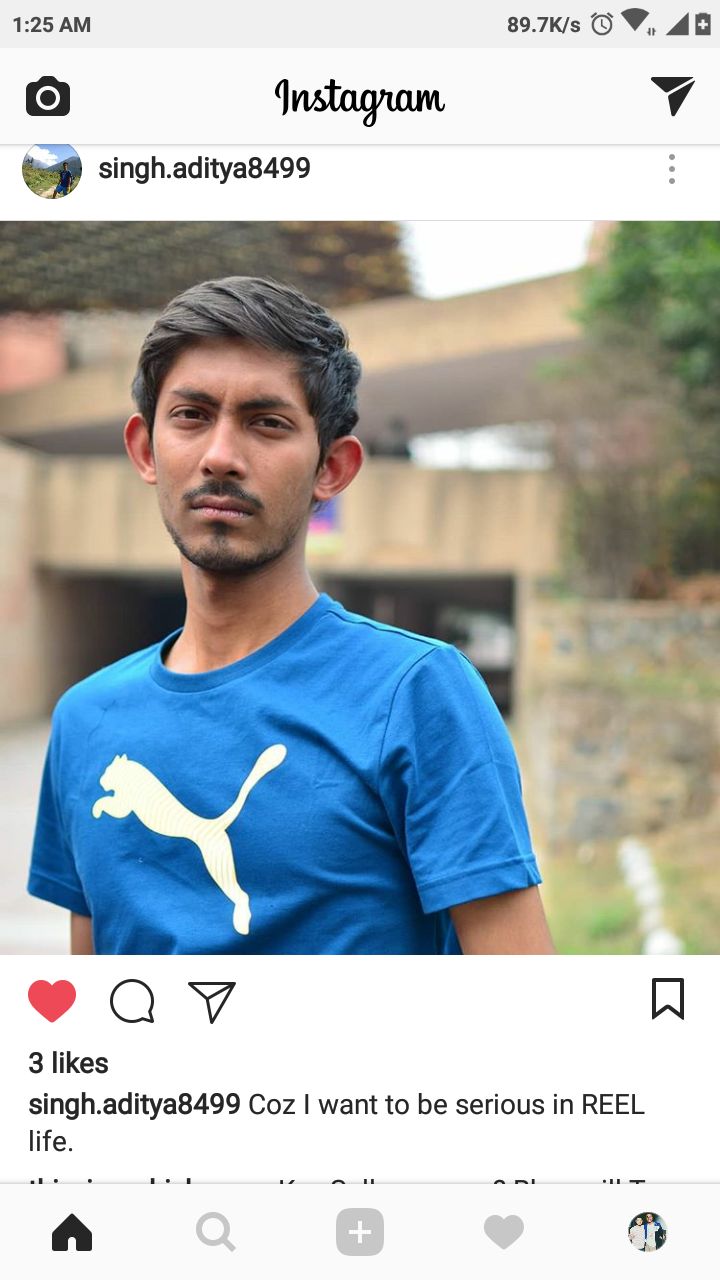 1:25 AM 89.7K/s
Instagram
singh.aditya8499
3 likes
singh.aditya8499 Coz I want to be serious in REEL
life.